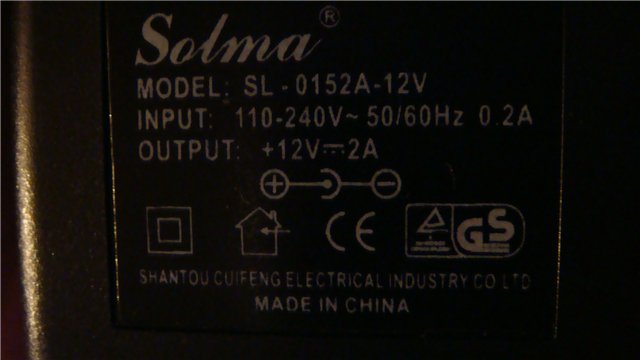 Solma®
MODEL: SL-0152A-12V
INPUT: 110-240V~ 50/60Hz 0.2A
OUTPUT: +12V⎓2A
CE
GS
SHANTOU CUIFENG ELECTRICAL INDUSTRY CO LTD
MADE IN CHINA